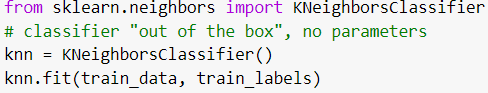 from sklearn.neighbors import KNeighborsClassifier
# classifier "out of the box", no parameters
knn = KNeighborsClassifier()
knn.fit(train_data, train_labels)